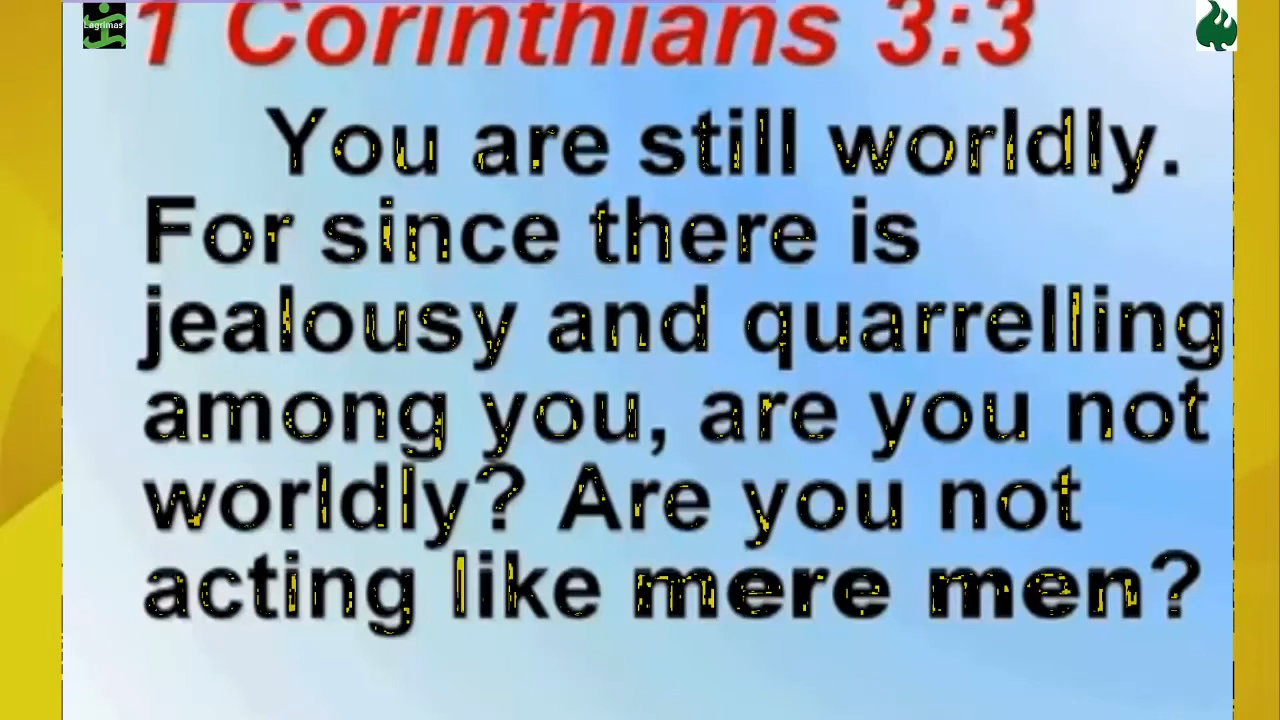 Lagrimas
1 Corinthians 3:3
You are still worldly.
For since there is
jealousy and quarrelling
among you, are you not
worldly? Are you not
acting like mere men?